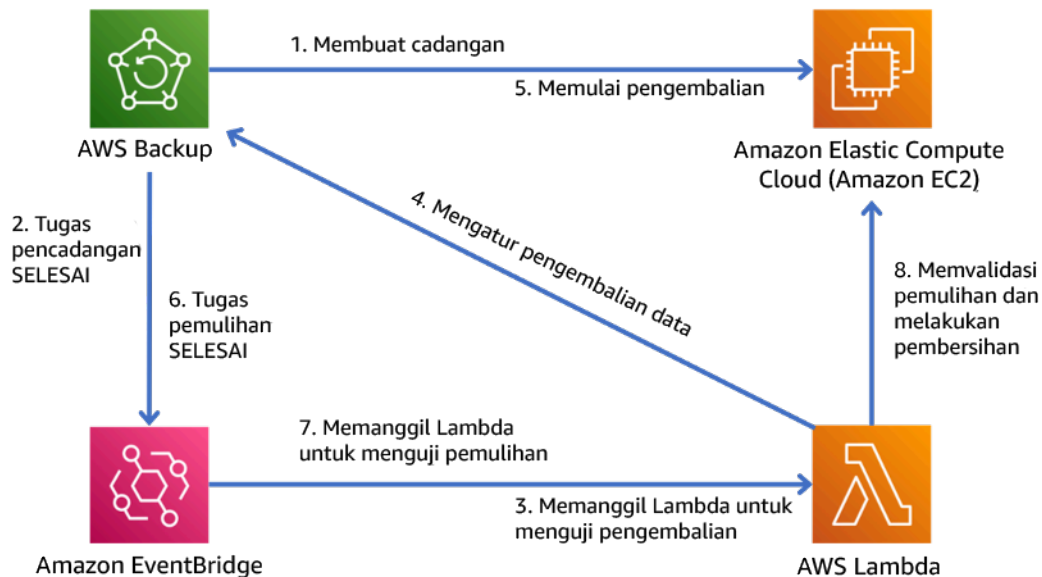 1. Membuat cadangan
5. Memulai pengembalian
AWS Backup
Amazon Elastic Compute
Cloud (Amazon EC2)
2. Tugas
pencadangan
SELESAI
6. Tugas
pemulihan
SELESAI
4. Mengatur pengembalian data
8. Memvalidasi
pemulihan dan
melakukan
pembersihan
7. Memanggil Lambda
untuk menguji pemulihan
3. Memanggil Lambda untuk
menguji pengembalian
Amazon EventBridge
AWS Lambda